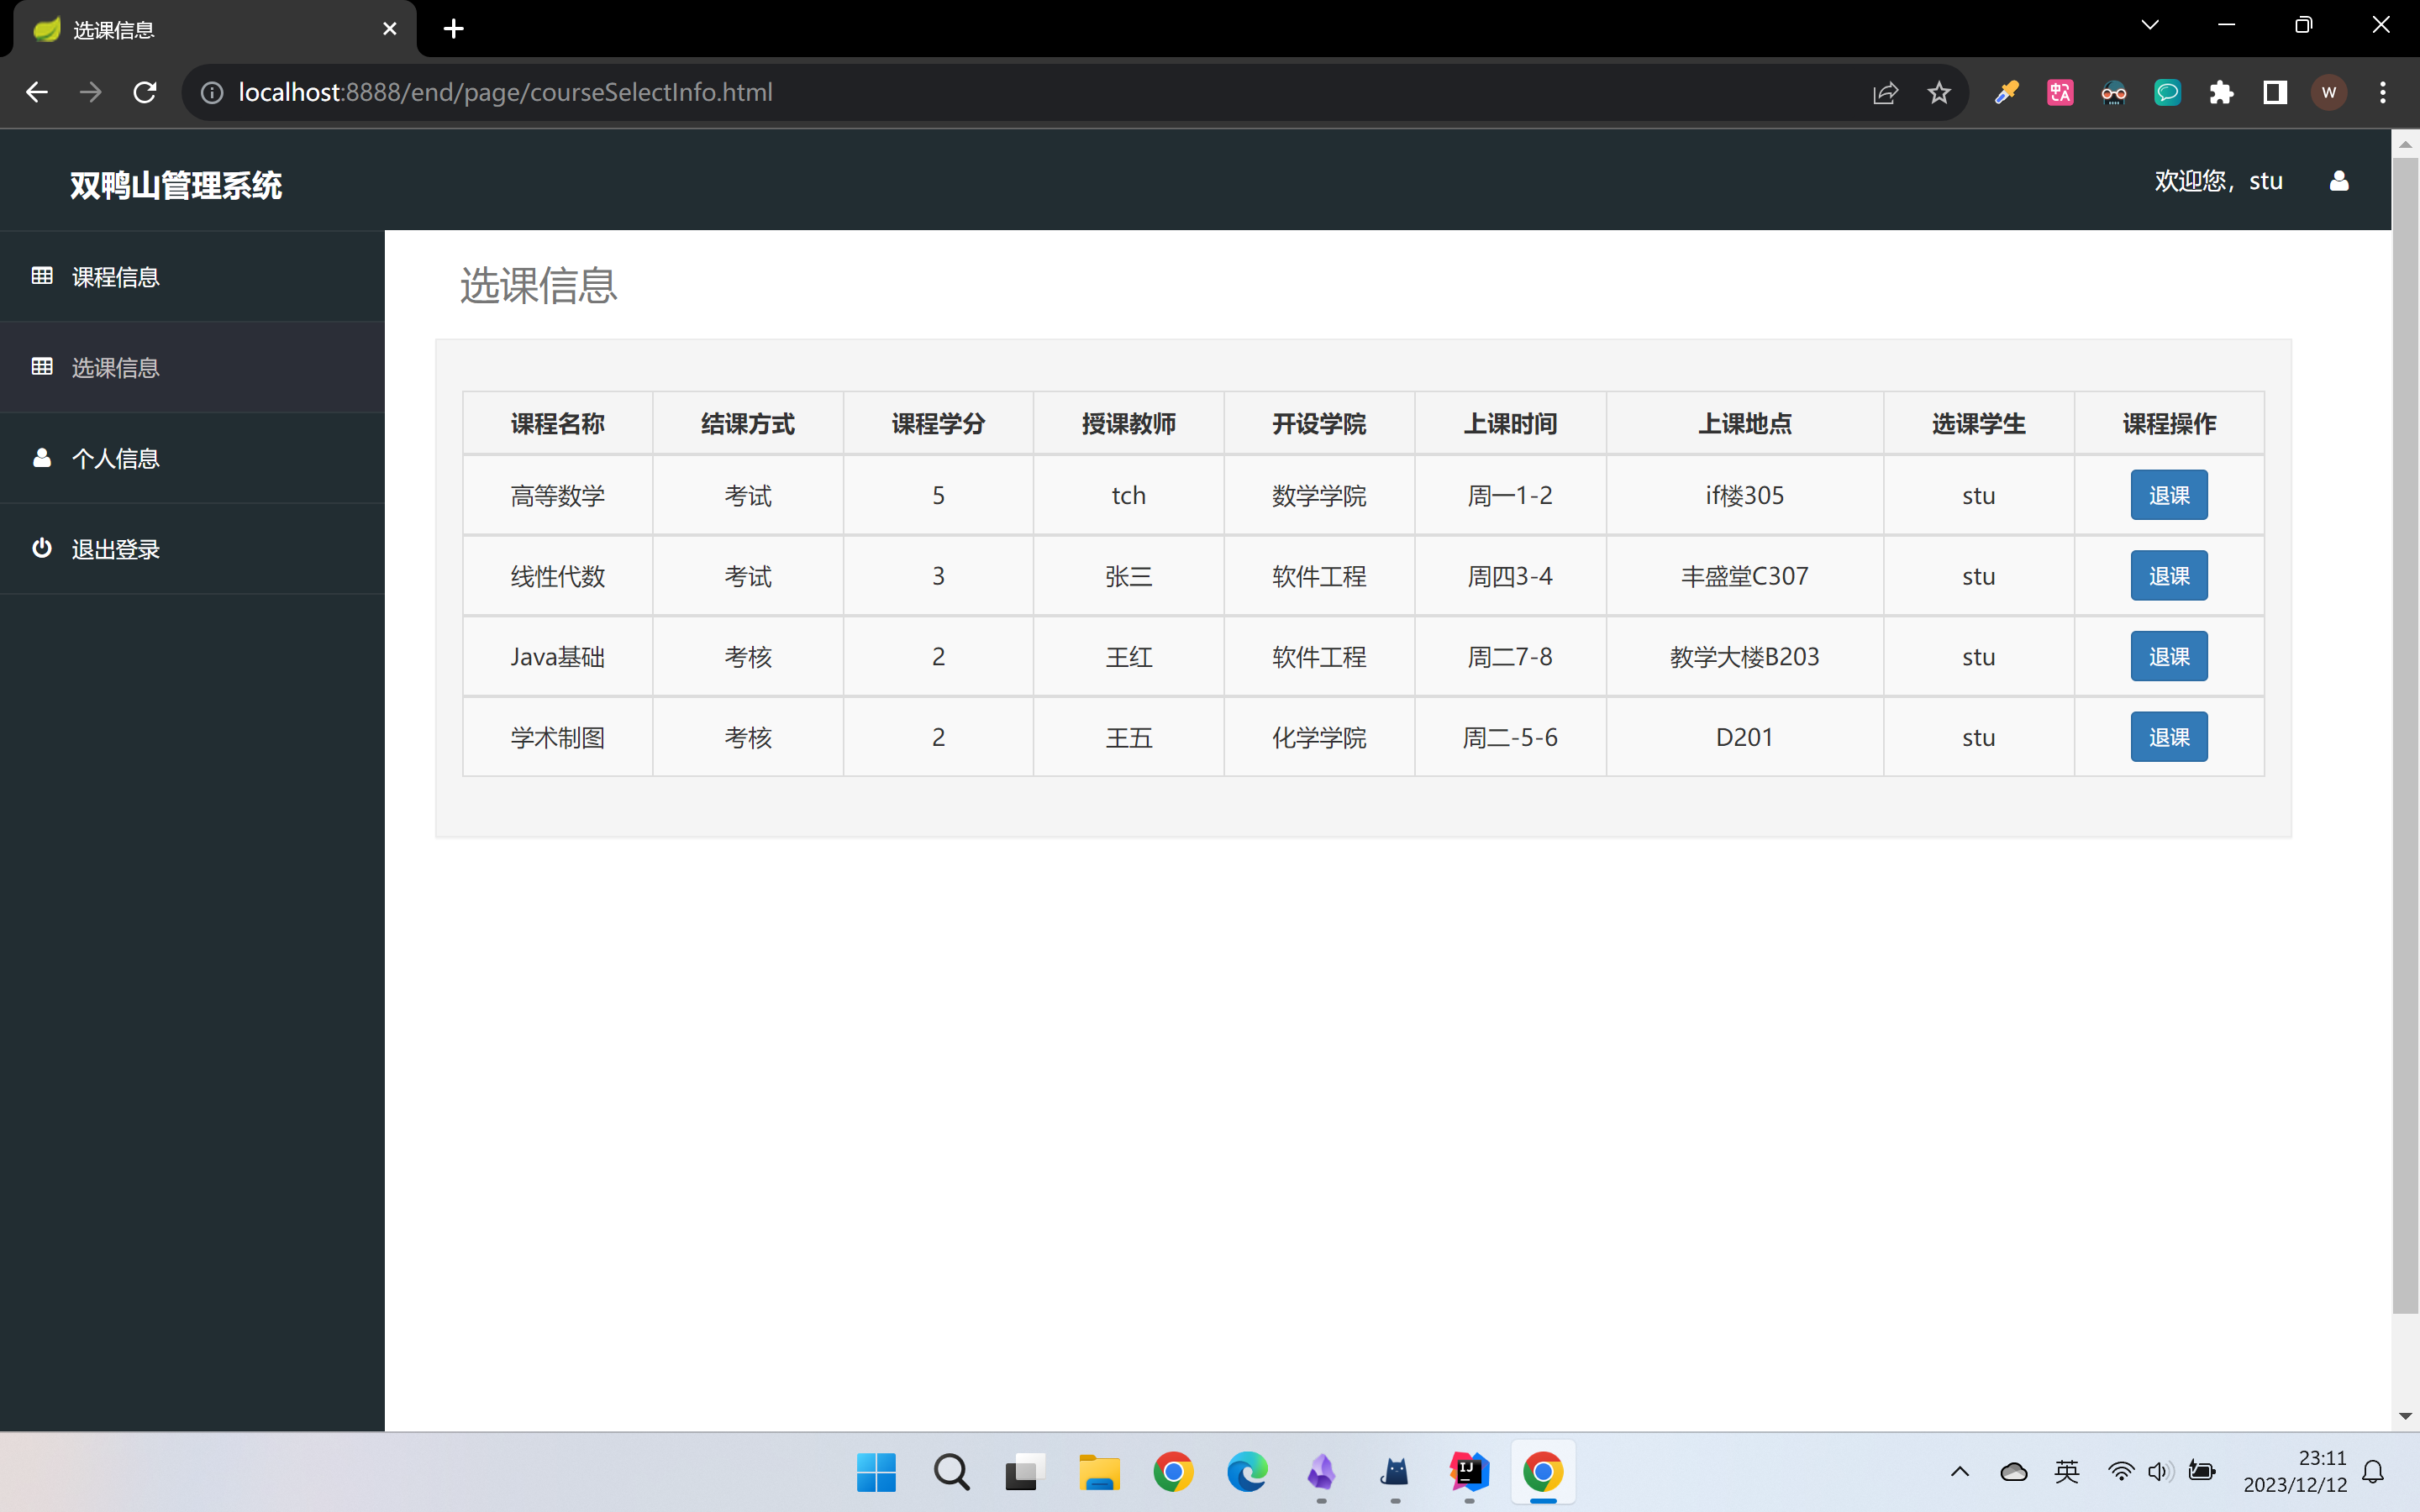 选课信息
localhost:8888/end/page/courseSelectInfo.html
W
双鸭山管理系统
欢迎您，stu
课程信息
选课信息
个人信息
退出登录
选课信息
课程名称 结课方式 课程学分 授课教师 开设学院 上课时间 上课地点 选课学生 课程操作
高等数学 考试 5 tch 数学学院 周一1-2 if楼305 stu 退课
线性代数 考试 3 张三 软件工程 周四3-4 丰盛堂C307 stu 退课
Java基础 考核 2 王红 软件工程 周二7-8 教学大楼B203 stu 退课
学术制图 考核 2 王五 化学学院 周二-5-6 D201 stu 退课
英
23:11
2023/12/12